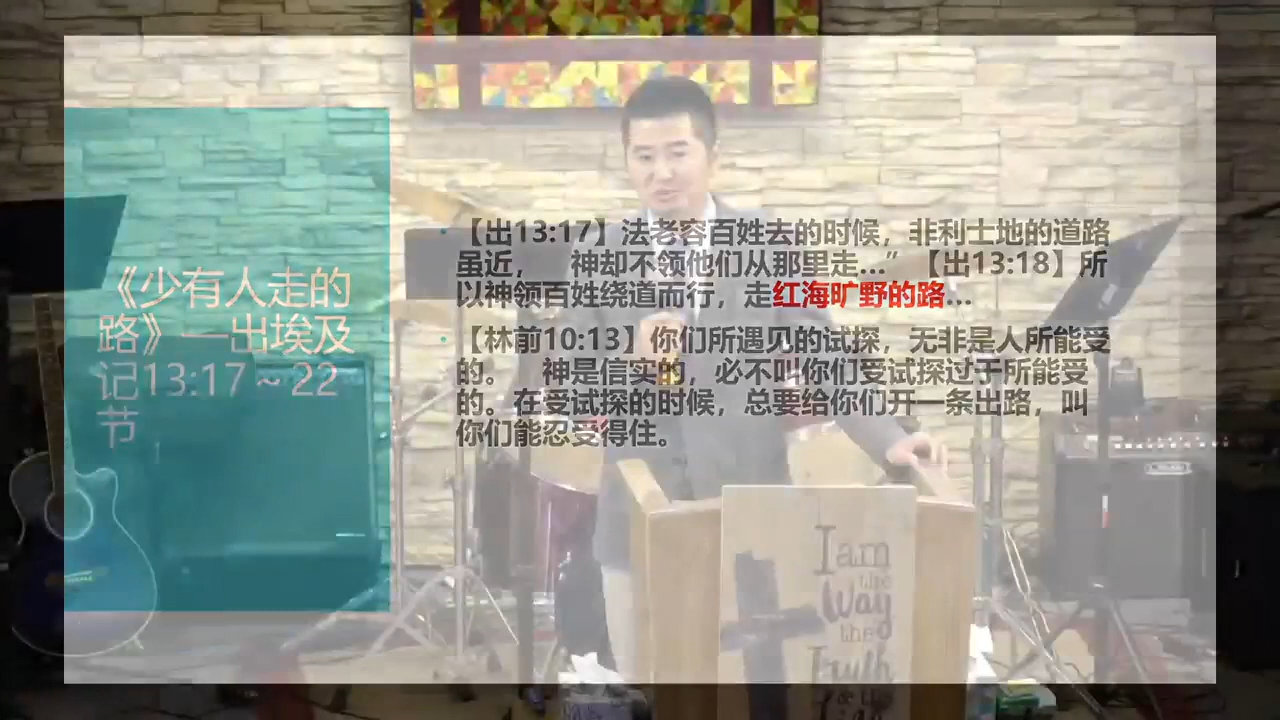 《少有人走的
路》—出埃及
记13:17～22
节
【出13:17】法老容百姓去的时候，非利士地的道路
虽近， 神却不领他们从那里走…” 【出13:18】所
以神领百姓绕道而行，走红海旷野的路…
【林前10:13】你们所遇见的试探，无非是人所能受
的。 神是信实的，必不叫你们受试探过于所能受
的。在受试探的时候，总要给你们开一条出路，叫
你们能忍受得住。
I am
the
Way
the
Truth